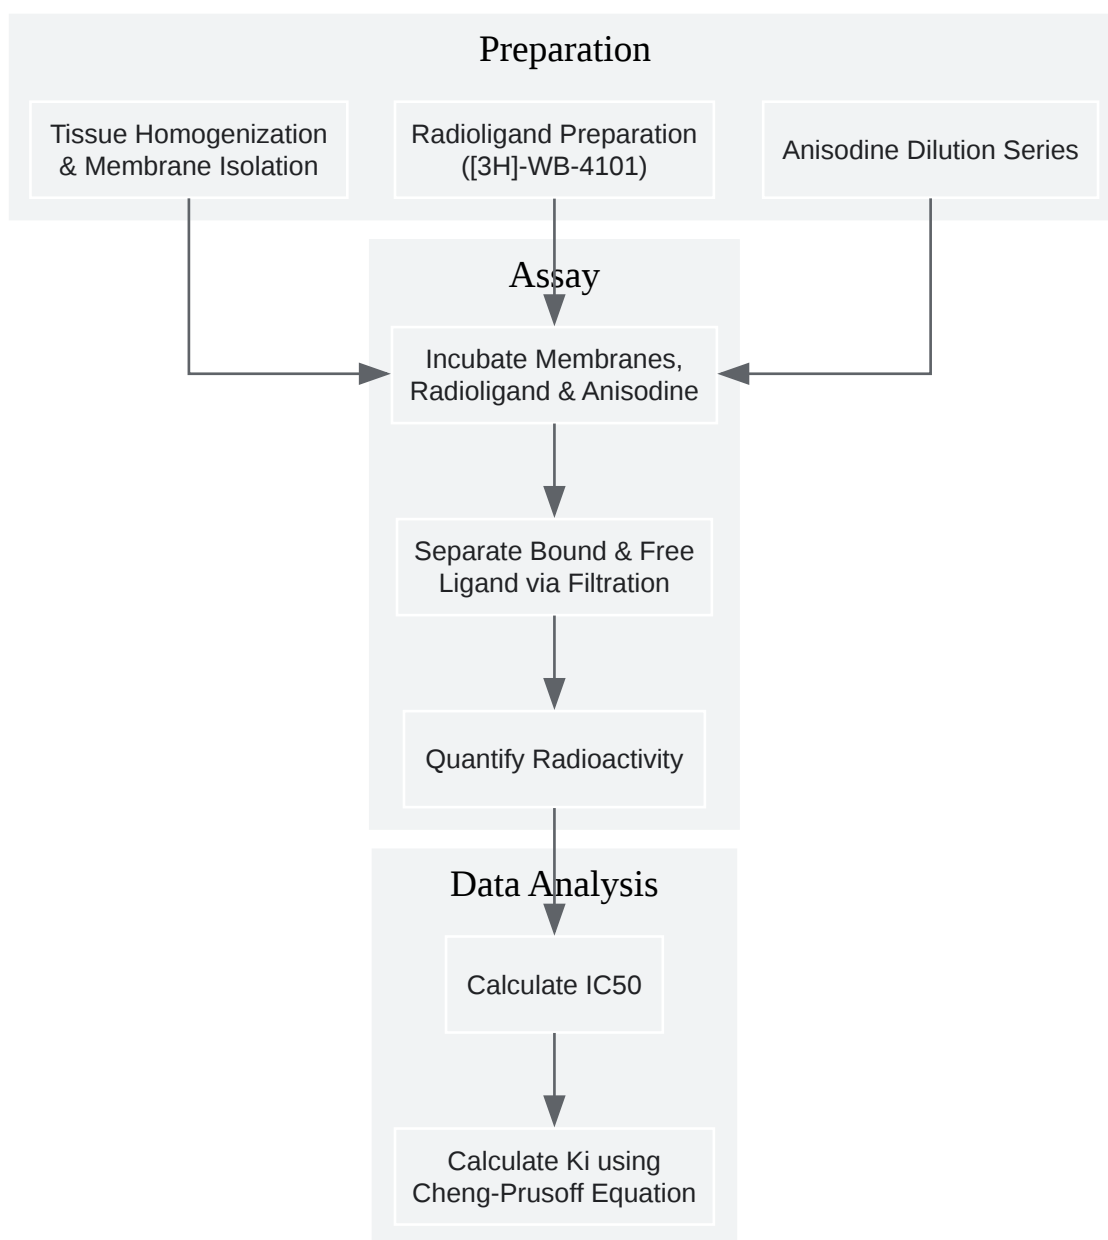 Preparation
Tissue Homogenization
& Membrane Isolation
Radioligand Preparation
([3H]-WB-4101)
Anisodine Dilution Series
Assay
Incubate Membranes,
Radioligand & Anisodine
Separate Bound & Free
Ligand via Filtration
Quantify Radioactivity
Data Analysis
Calculate IC50
Calculate Ki using
Cheng-Prusoff Equation